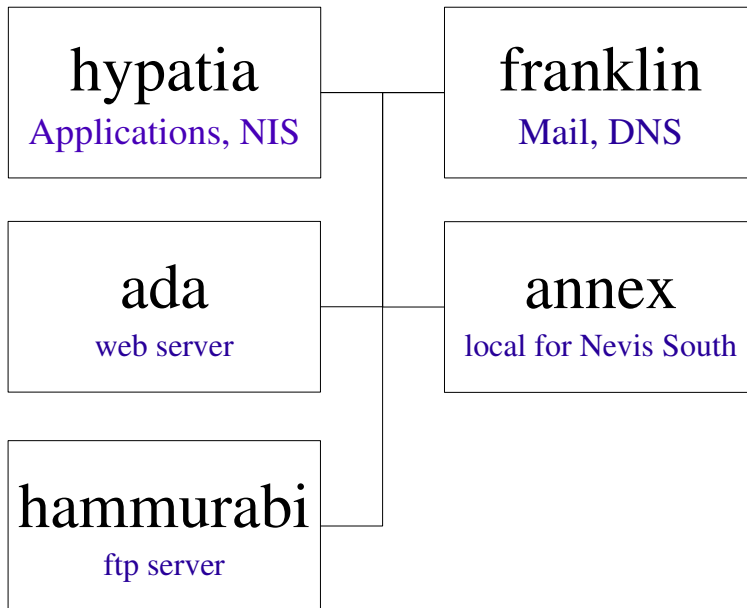 hypatia
Applications, NIS
franklin
Mail, DNS
ada
web server
annex
local for Nevis South
hammurabi
ftp server